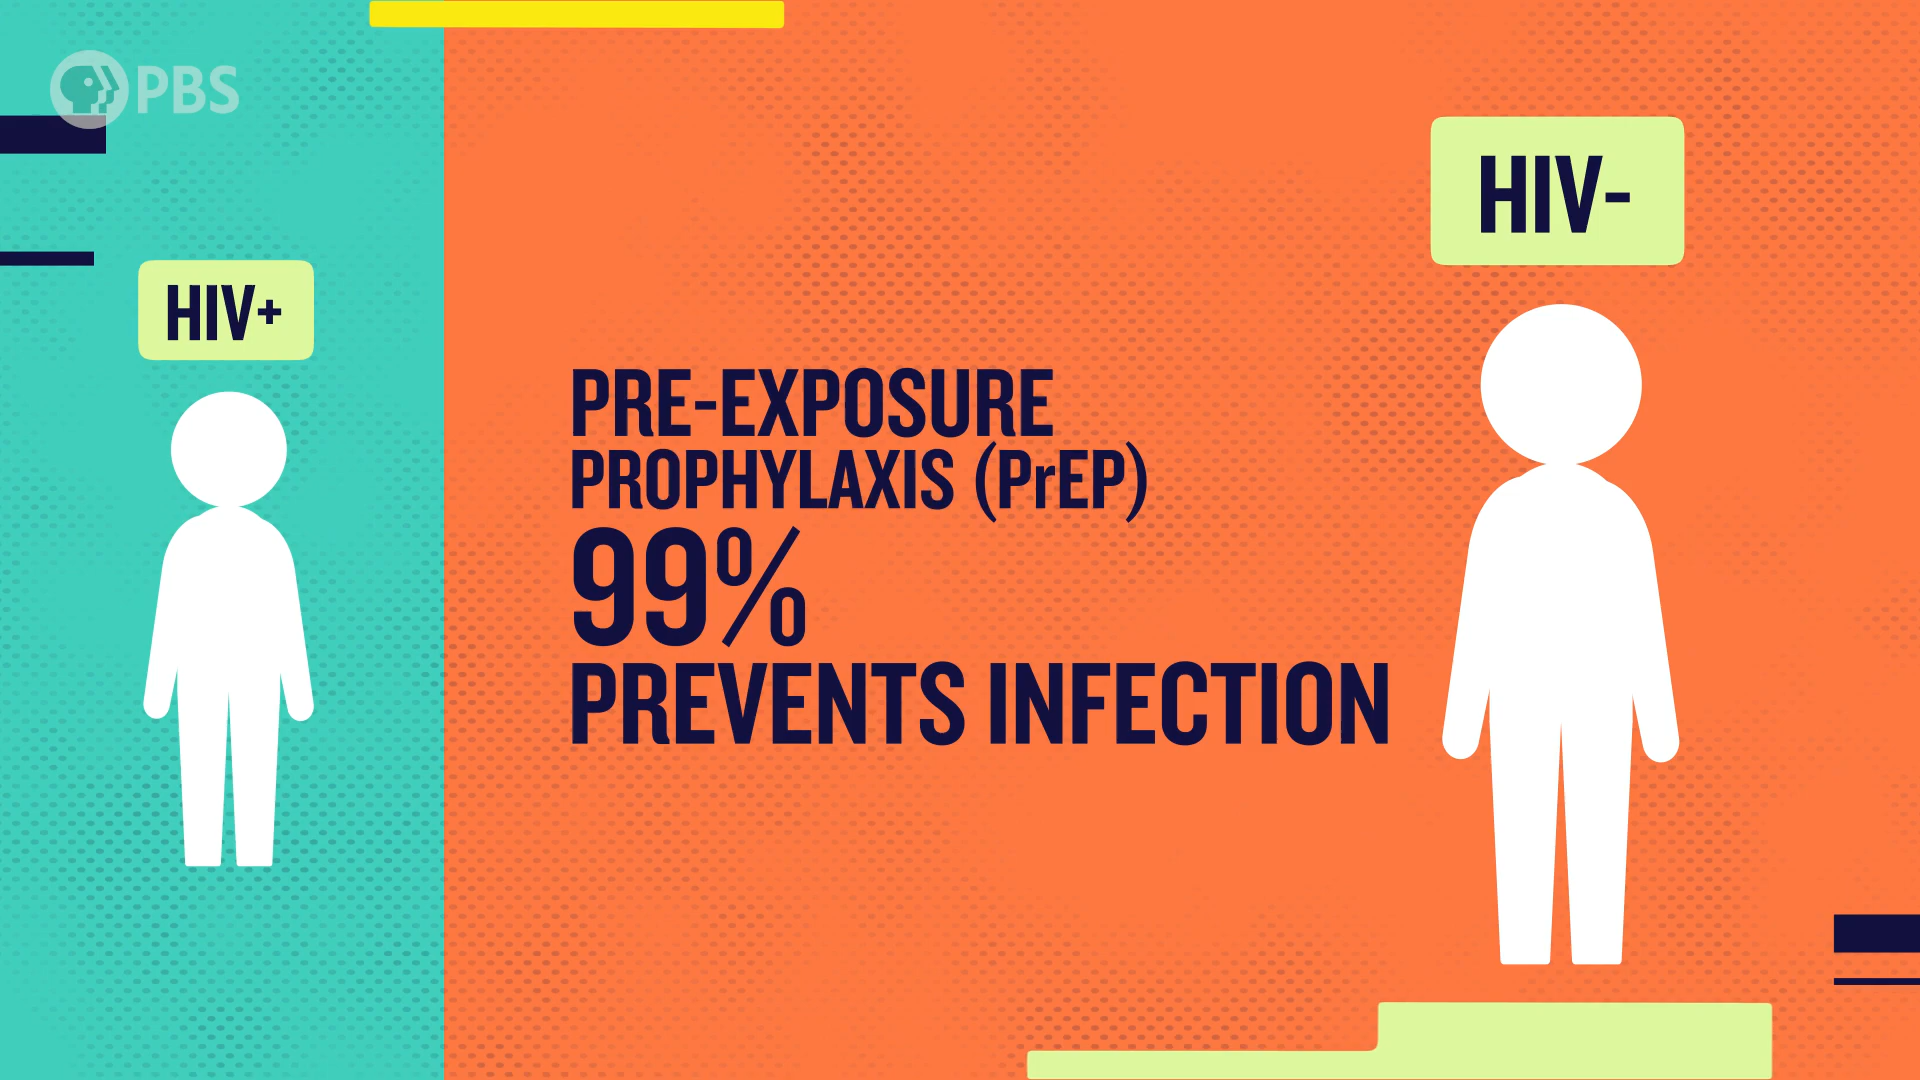 PBS
HIV+
HIV-
PRE-EXPOSURE
PROPHYLAXIS (PrEP)
99%
PREVENTS INFECTION